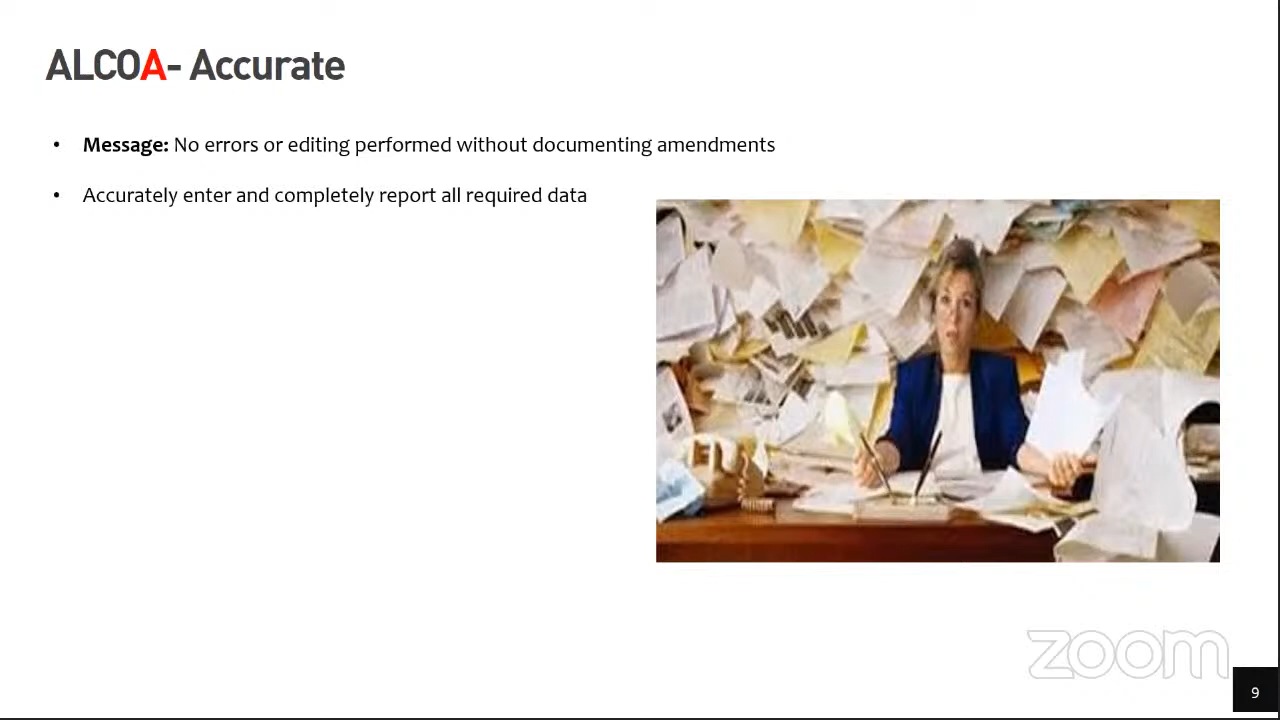 ALCOA- Accurate
• Message: No errors or editing performed without documenting amendments
• Accurately enter and completely report all required data
zoom
9